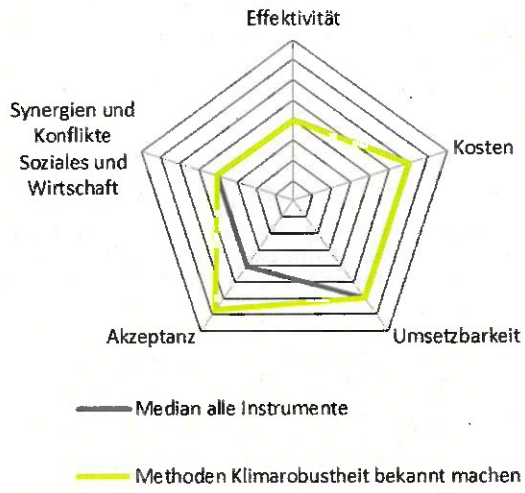 Effektivität
Synergien und
Konflikte
Soziales und
Wirtschaft
Kosten
Akzeptanz
Umsetzbarkeit
Median alle Instrumente
Methoden Klimarobustheit bekannt machen